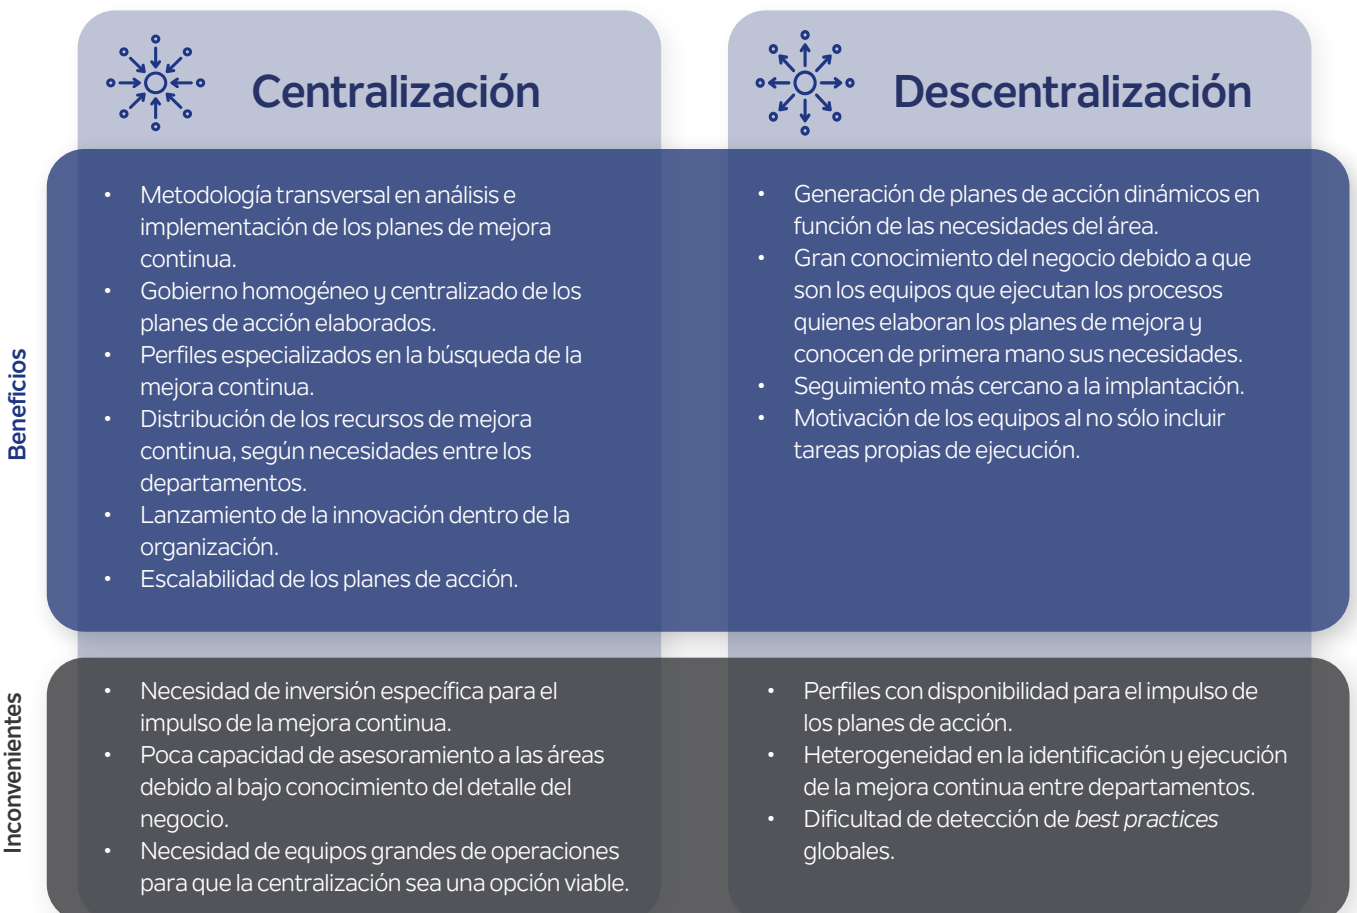 Centralización
Descentralización
Beneficios
• Metodología transversal en análisis e
implementación de los planes de mejora
continua.
• Gobierno homogéneo y centralizado de los
planes de acción elaborados.
• Perfiles especializados en la búsqueda de la
mejora continua.
• Distribución de los recursos de mejora
continua, según necesidades entre los
departamentos.
• Lanzamiento de la innovación dentro de la
organización.
• Escalabilidad de los planes de acción.
• Generación de planes de acción dinámicos en
función de las necesidades del área.
• Gran conocimiento del negocio debido a que
son los equipos que ejecutan los procesos
quienes elaboran los planes de mejora y
conocen de primera mano sus necesidades.
• Seguimiento más cercano a la implantación.
• Motivación de los equipos al no sólo incluir
tareas propias de ejecución.
Inconvenientes
• Necesidad de inversión específica para el
impulso de la mejora continua.
• Poca capacidad de asesoramiento a las áreas
debido al bajo conocimiento del detalle del
negocio.
• Necesidad de equipos grandes de operaciones
para que la centralización sea una opción viable.
• Perfiles con disponibilidad para el impulso de
los planes de acción.
• Heterogeneidad en la identificación y ejecución
de la mejora continua entre departamentos.
• Dificultad de detección de best practices
globales.